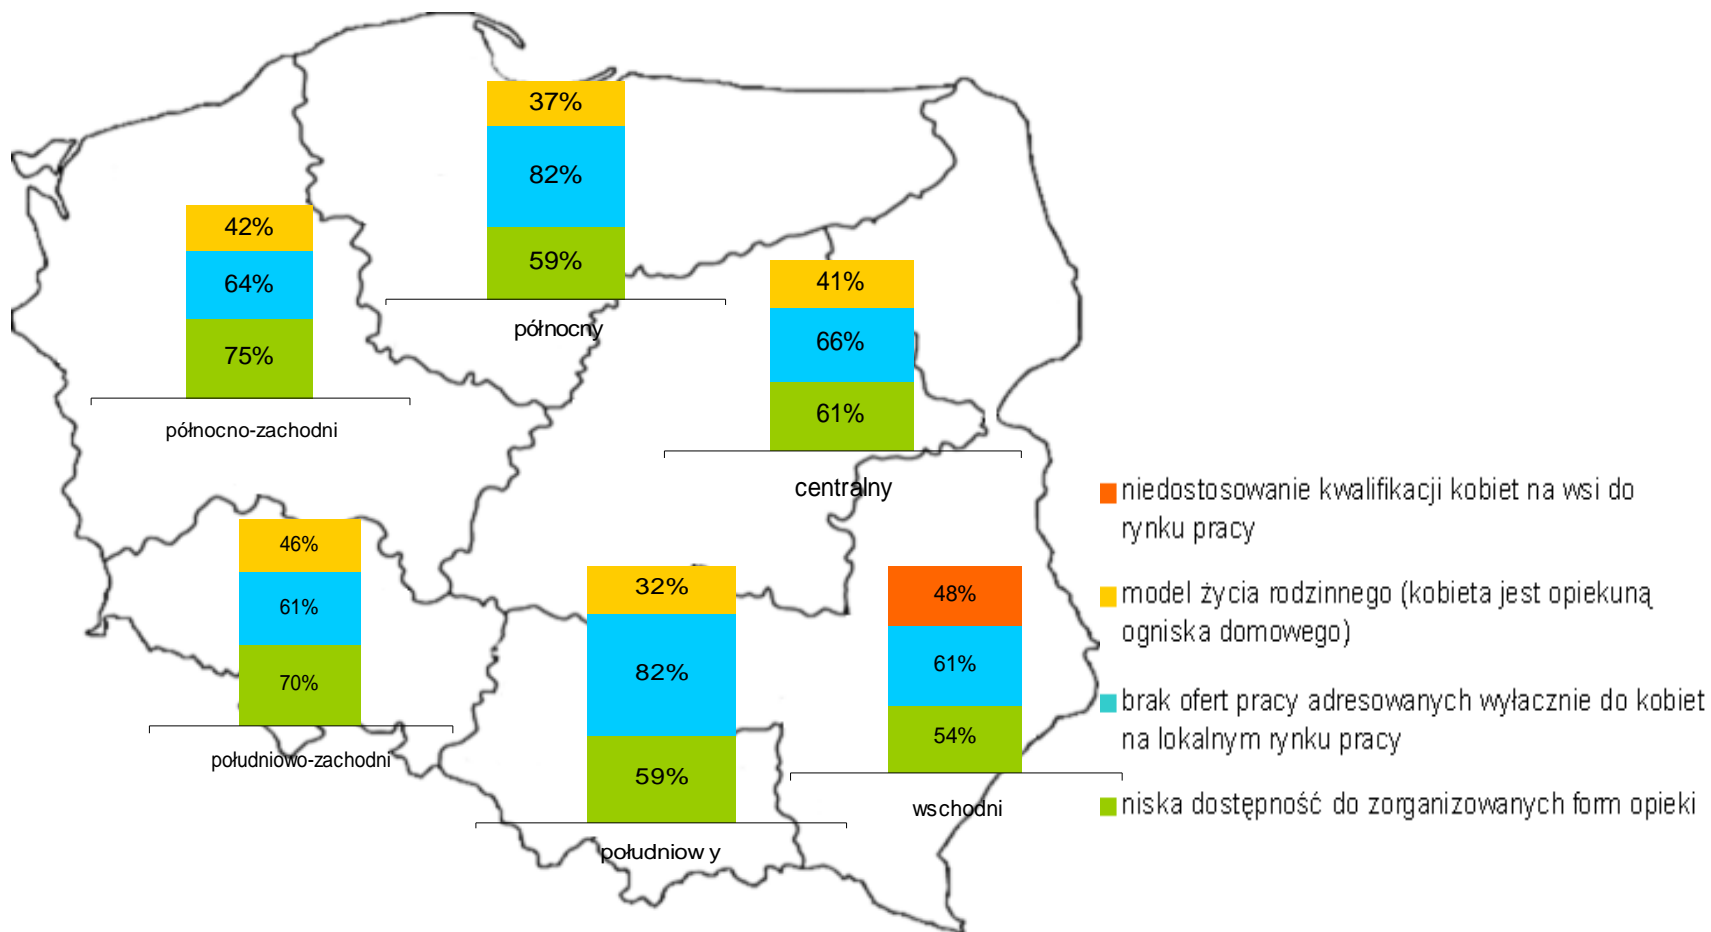 37%
82%
59%
północny
42%
64%
75%
północno-zachodni
41%
66%
61%
centralny
46%
61%
70%
południowo-zachodni
32%
82%
59%
południowy
48%
61%
54%
wschodni
niedostosowanie kwalifikacji kobiet na wsi do
rynku pracy
model życia rodzinnego (kobieta jest opiekuną
ogniska domowego)
brak ofert pracy adresowanych wyłacznie do kobiet
na lokalnym rynku pracy
niska dostępność do zorganizowanych form opieki